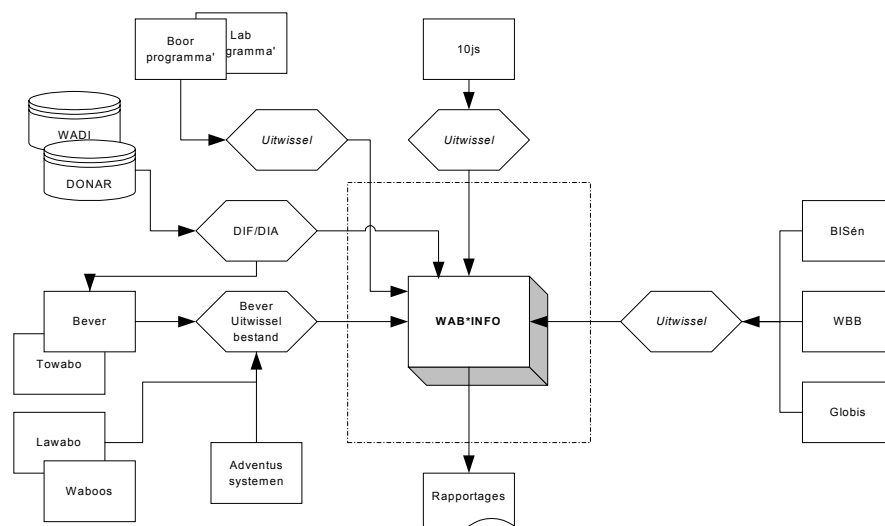 Boor
programma'
Lab
gramma'
10js
WADI
Uitwissel
Uitwissel
DONAR
DIF/DIA
BISén
Bever
Bever
Uitwissel
bestand
WAB*INFO
Uitwissel
WBB
Towabo
Globis
Lawabo
Adventus
systemen
Waboos
Rapportages